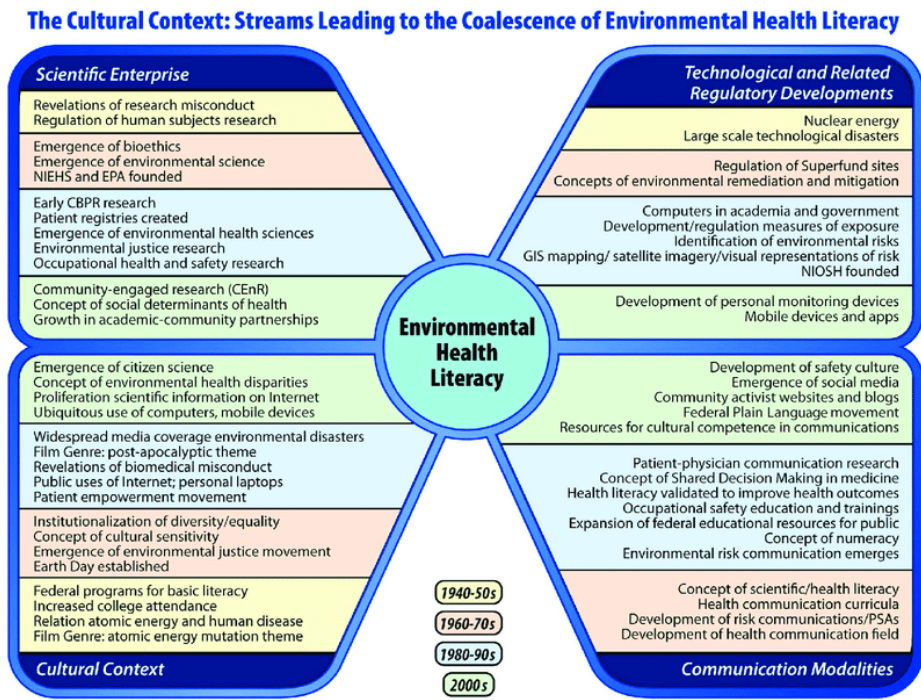 The Cultural Context: Streams Leading to the Coalescence of Environmental Health Literacy
Scientific Enterprise
Revelations of research misconduct
Regulation of human subjects research
Emergence of bioethics
Emergence of environmental science
NIEHS and EPA founded
Early CBPR research
Patient registries created
Emergence of environmental health sciences
Environmental justice research
Occupational health and safety research
Community-engaged research (CEnR)
Concept of social determinants of health
Growth in academic-community partnerships
Technological and Related
Regulatory Developments
Nuclear energy
Large scale technological disasters
Regulation of Superfund sites
Concepts of environmental remediation and mitigation
Computers in academia and government
Development/regulation measures of exposure
Identification of environmental risks
GIS mapping/ satellite imagery/visual representations of risk
NIOSH founded
Development of personal monitoring devices
Mobile devices and apps
Environmental
Health
Literacy
Emergence of citizen science
Concept of environmental health disparities
Proliferation scientific information on Internet
Ubiquitous use of computers, mobile devices
Widespread media coverage environmental disasters
Film Genre: post-apocalyptic theme
Revelations of biomedical misconduct
Public uses of Internet; personal laptops
Patient empowerment movement
Institutionalization of diversity/equality
Concept of cultural sensitivity
Emergence of environmental justice movement
Earth Day established
Federal programs for basic literacy
Increased college attendance
Relation atomic energy and human disease
Film Genre: atomic energy mutation theme
Cultural Context
Development of safety culture
Emergence of social media
Community activist websites and blogs
Federal Plain Language movement
Resources for cultural competence in communications
Patient-physician communication research
Concept of Shared Decision Making in medicine
Health literacy validated to improve health outcomes
Occupational safety education and trainings
Expansion of federal educational resources for public
Concept of numeracy
Environmental risk communication emerges
Concept of scientific/health literacy
Health communication curricula
Development of risk communications/PSAs
Development of health communication field
Communication Modalities
1940-50s
1960-70s
1980-90s
2000s